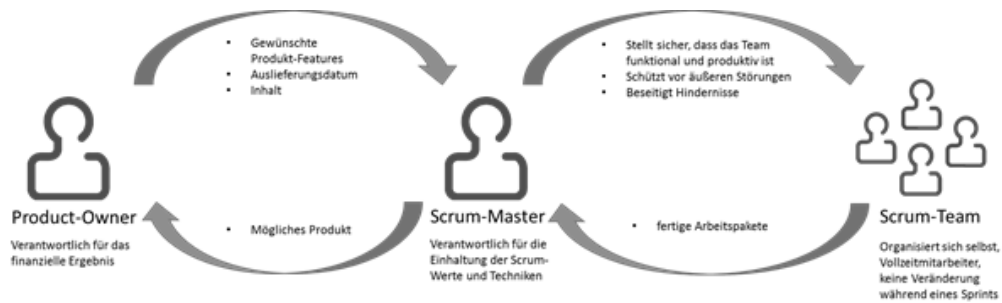 Gewünschte
Produkt-Features
Auslieferungsdatum
Inhalt
Stellt sicher, dass das Team
funktional und produktiv ist
Schützt vor äußeren Störungen
Beseitigt Hindernisse
Product-Owner
Verantwortlich für das
finanzielle Ergebnis
Mögliches Produkt
Scrum-Master
Verantwortlich für die
Einhaltung der Scrum-
Werte und Techniken
fertige Arbeitspakete
Scrum-Team
Organisiert sich selbst,
Vollzeitmitarbeiter,
keine Veränderung
während eines Sprints